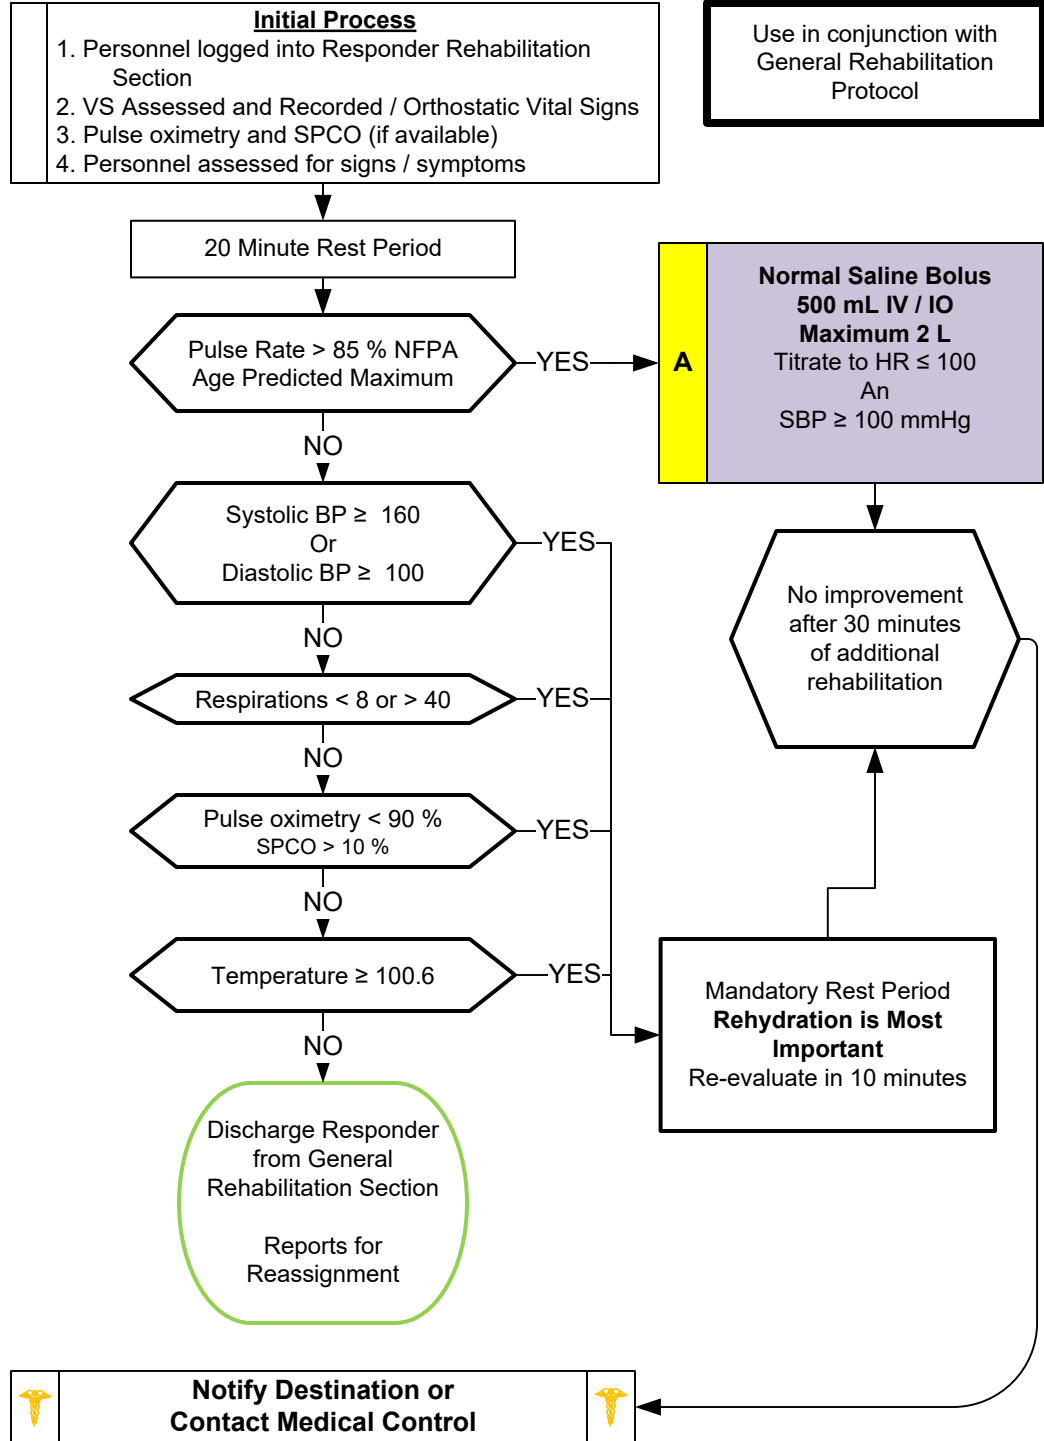 Initial Process
1. Personnel logged into Responder Rehabilitation
Section
2. VS Assessed and Recorded / Orthostatic Vital Signs
3. Pulse oximetry and SPCO (if available)
4. Personnel assessed for signs / symptoms
Use in conjunction with
General Rehabilitation
Protocol
20 Minute Rest Period
Pulse Rate > 85 % NFPA
Age Predicted Maximum
YES
A
Normal Saline Bolus
500 mL IV / IO
Maximum 2 L
Titrate to HR ≤ 100
An
SBP ≥ 100 mmHg
NO
Systolic BP ≥ 160
Or
Diastolic BP ≥ 100
YES
No improvement
after 30 minutes
of additional
rehabilitation
NO
Respirations < 8 or > 40
YES
NO
Pulse oximetry < 90 %
SPCO > 10 %
YES
NO
Temperature ≥ 100.6
YES
Mandatory Rest Period
Rehydration is Most
Important
Re-evaluate in 10 minutes
NO
Discharge Responder
from General
Rehabilitation Section
Reports for
Reassignment
Notify Destination or
Contact Medical Control